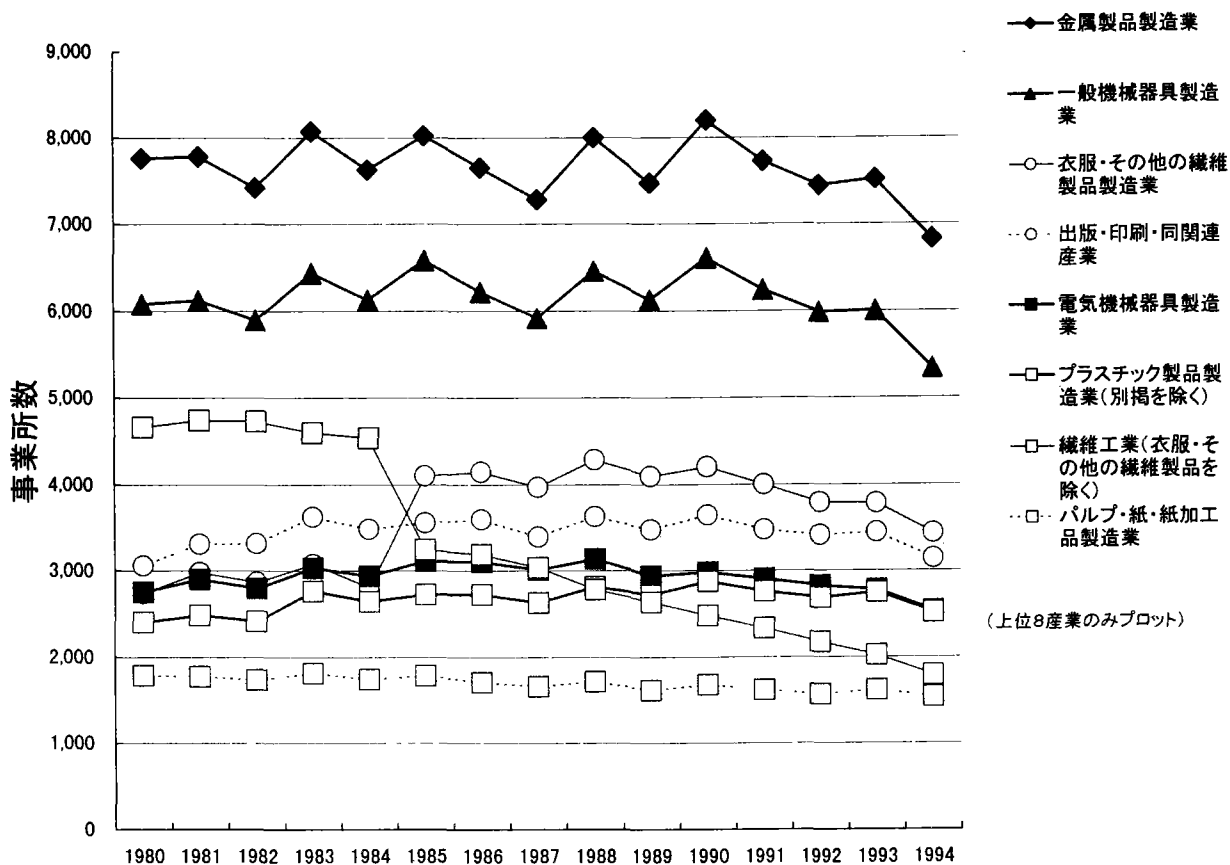 9,000
8,000
7,000
6,000
5,000
4,000
3,000
2,000
1,000
0
事業所数
1980 1981 1982 1983 1984 1985 1986 1987 1988 1989 1990 1991 1992 1993 1994
金属製品製造業
一般機械器具製造
業
衣服・その他の繊維
製品製造業
出版・印刷・同関連
産業
電気機械器具製造
業
プラスチック製品製
造業(別掲を除く)
繊維工業(衣服・そ
の他の繊維製品を
除く)
パルプ・紙・紙加工
品製造業
(上位8産業のみプロット)